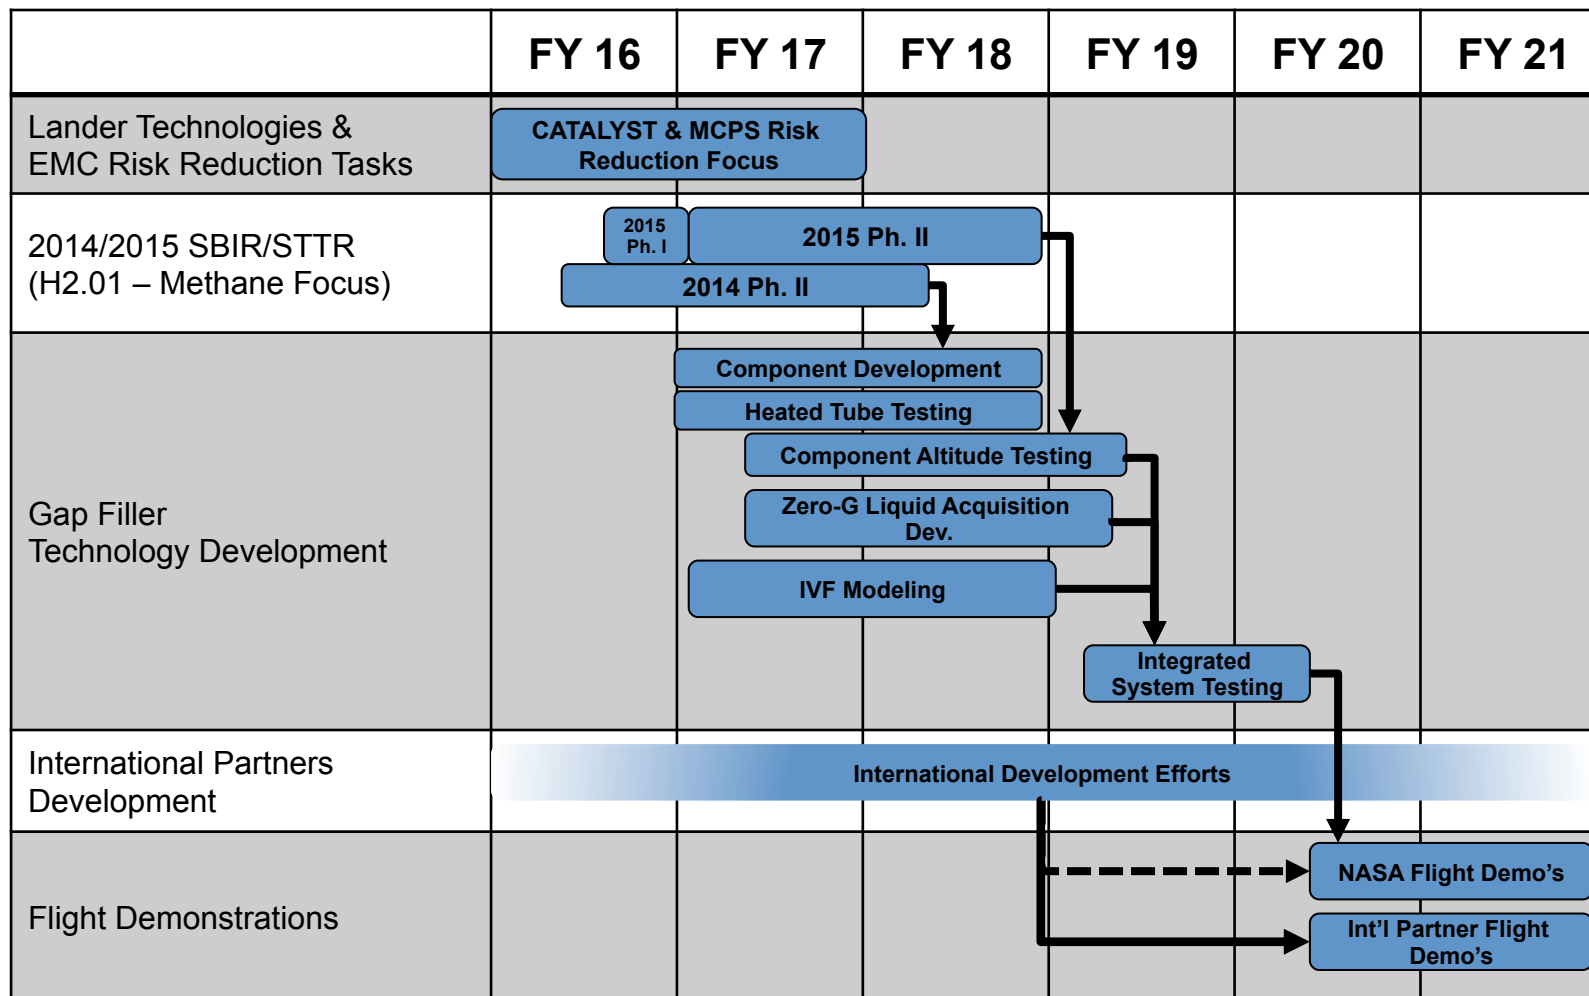 FY 16 FY 17 FY 18 FY 19 FY 20 FY 21
Lander Technologies &
EMC Risk Reduction Tasks
CATALYST & MCPS Risk
Reduction Focus
2014/2015 SBIR/STTR
(H2.01 – Methane Focus)
2015
Ph. I
2015 Ph. II
2014 Ph. II
Gap Filler
Technology Development
Component Development
Heated Tube Testing
Component Altitude Testing
Zero-G Liquid Acquisition
Dev.
IVF Modeling
Integrated
System Testing
International Partners
Development
International Development Efforts
Flight Demonstrations
NASA Flight Demo’s
Int’l Partner Flight
Demo’s